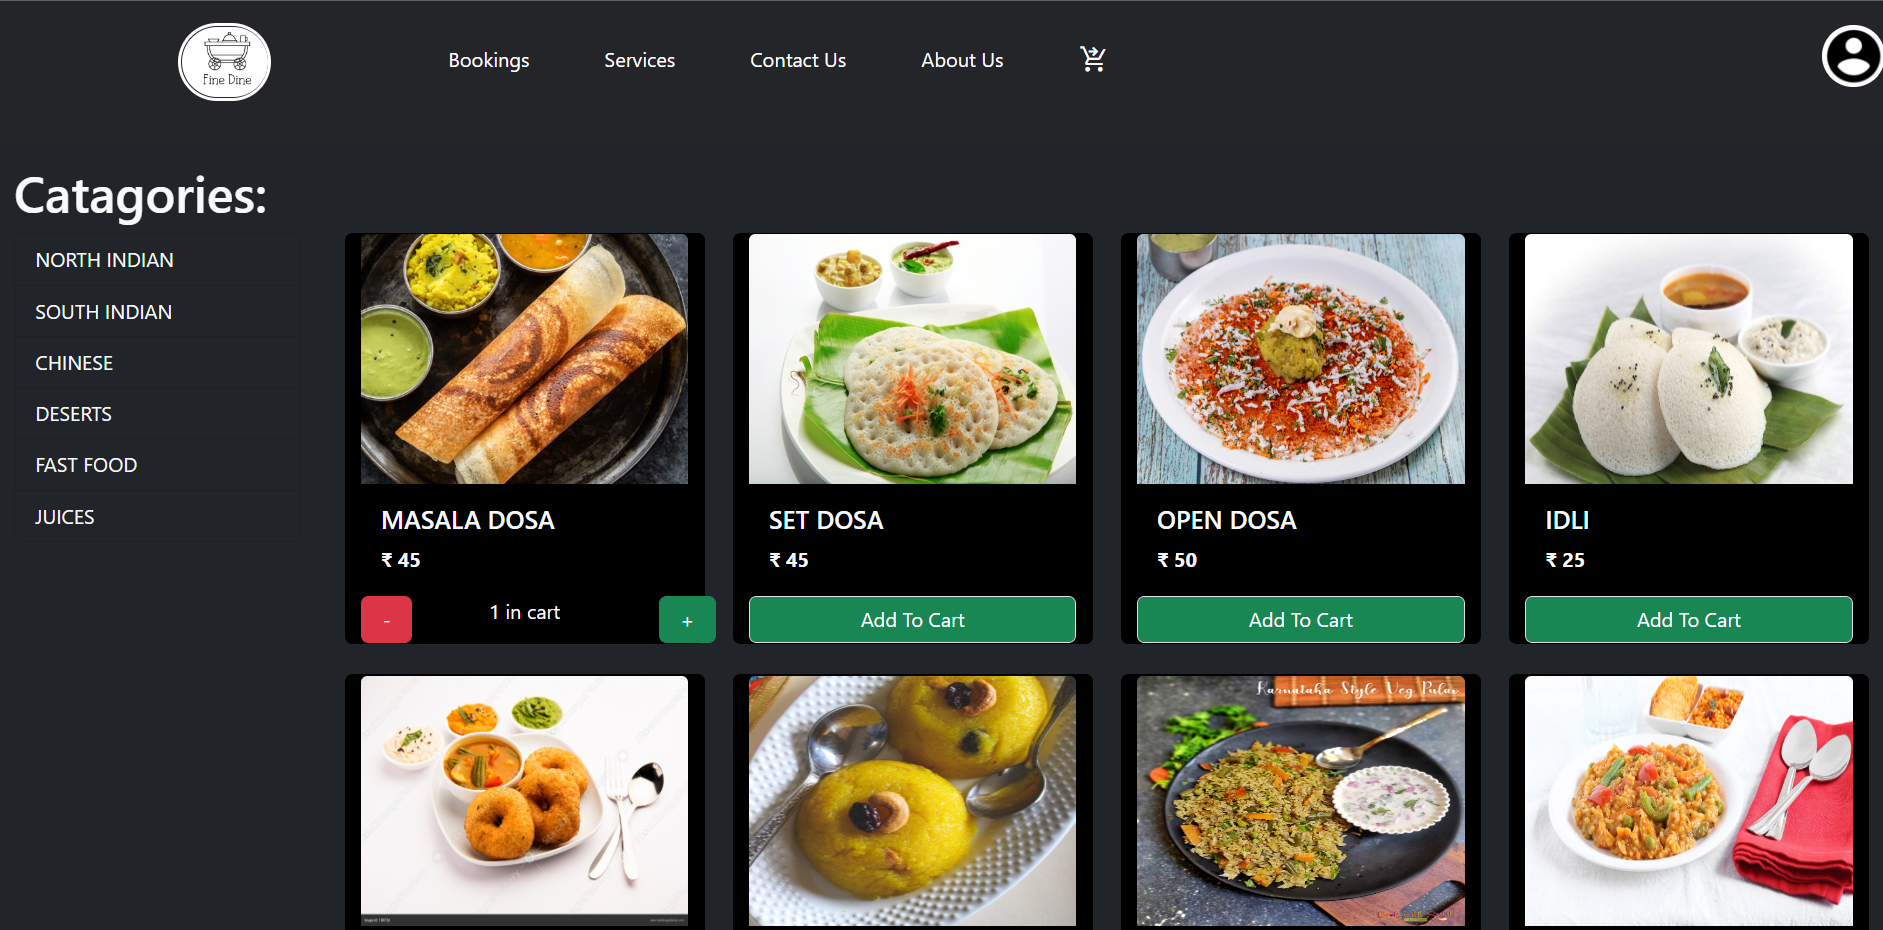 Fine Dine
Bookings
Services
Contact Us
About Us
Catagories:
NORTH INDIAN
SOUTH INDIAN
CHINESE
DESERTS
FAST FOOD
JUICES
MASALA DOSA
₹ 45
-
1 in cart
+
SET DOSA
₹ 45
Add To Cart
OPEN DOSA
₹ 50
Add To Cart
IDLI
₹ 25
Add To Cart
Karnataka Style Veg Pulao